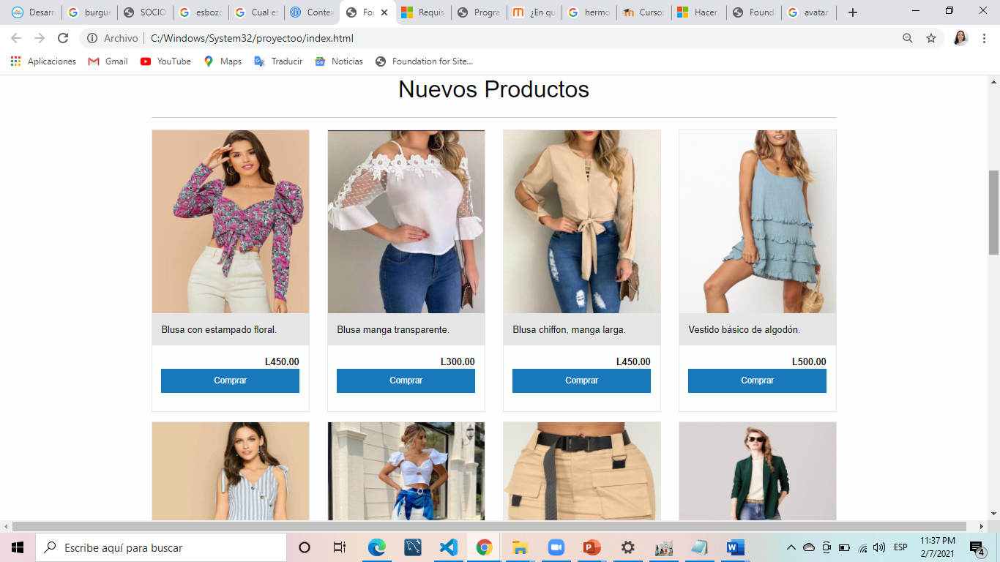 Desarr
burgue
SOCIO
esbozo
Cual es
Contex
Fou
Requis
Progra
¿En qu
hermo
Curso:
Hacer
Found
avatar
Archivo C:/Windows/System32/proyectoo/index.html
Aplicaciones Gmail YouTube Maps Traducir Noticias Foundation for Site...
Nuevos Productos
Blusa con estampado floral.
L450.00
Comprar
Blusa manga transparente.
L300.00
Comprar
Blusa chiffon, manga larga.
L450.00
Comprar
Vestido básico de algodón.
L500.00
Comprar
Escribe aquí para buscar
ESP
11:37 PM
2/7/2021
4